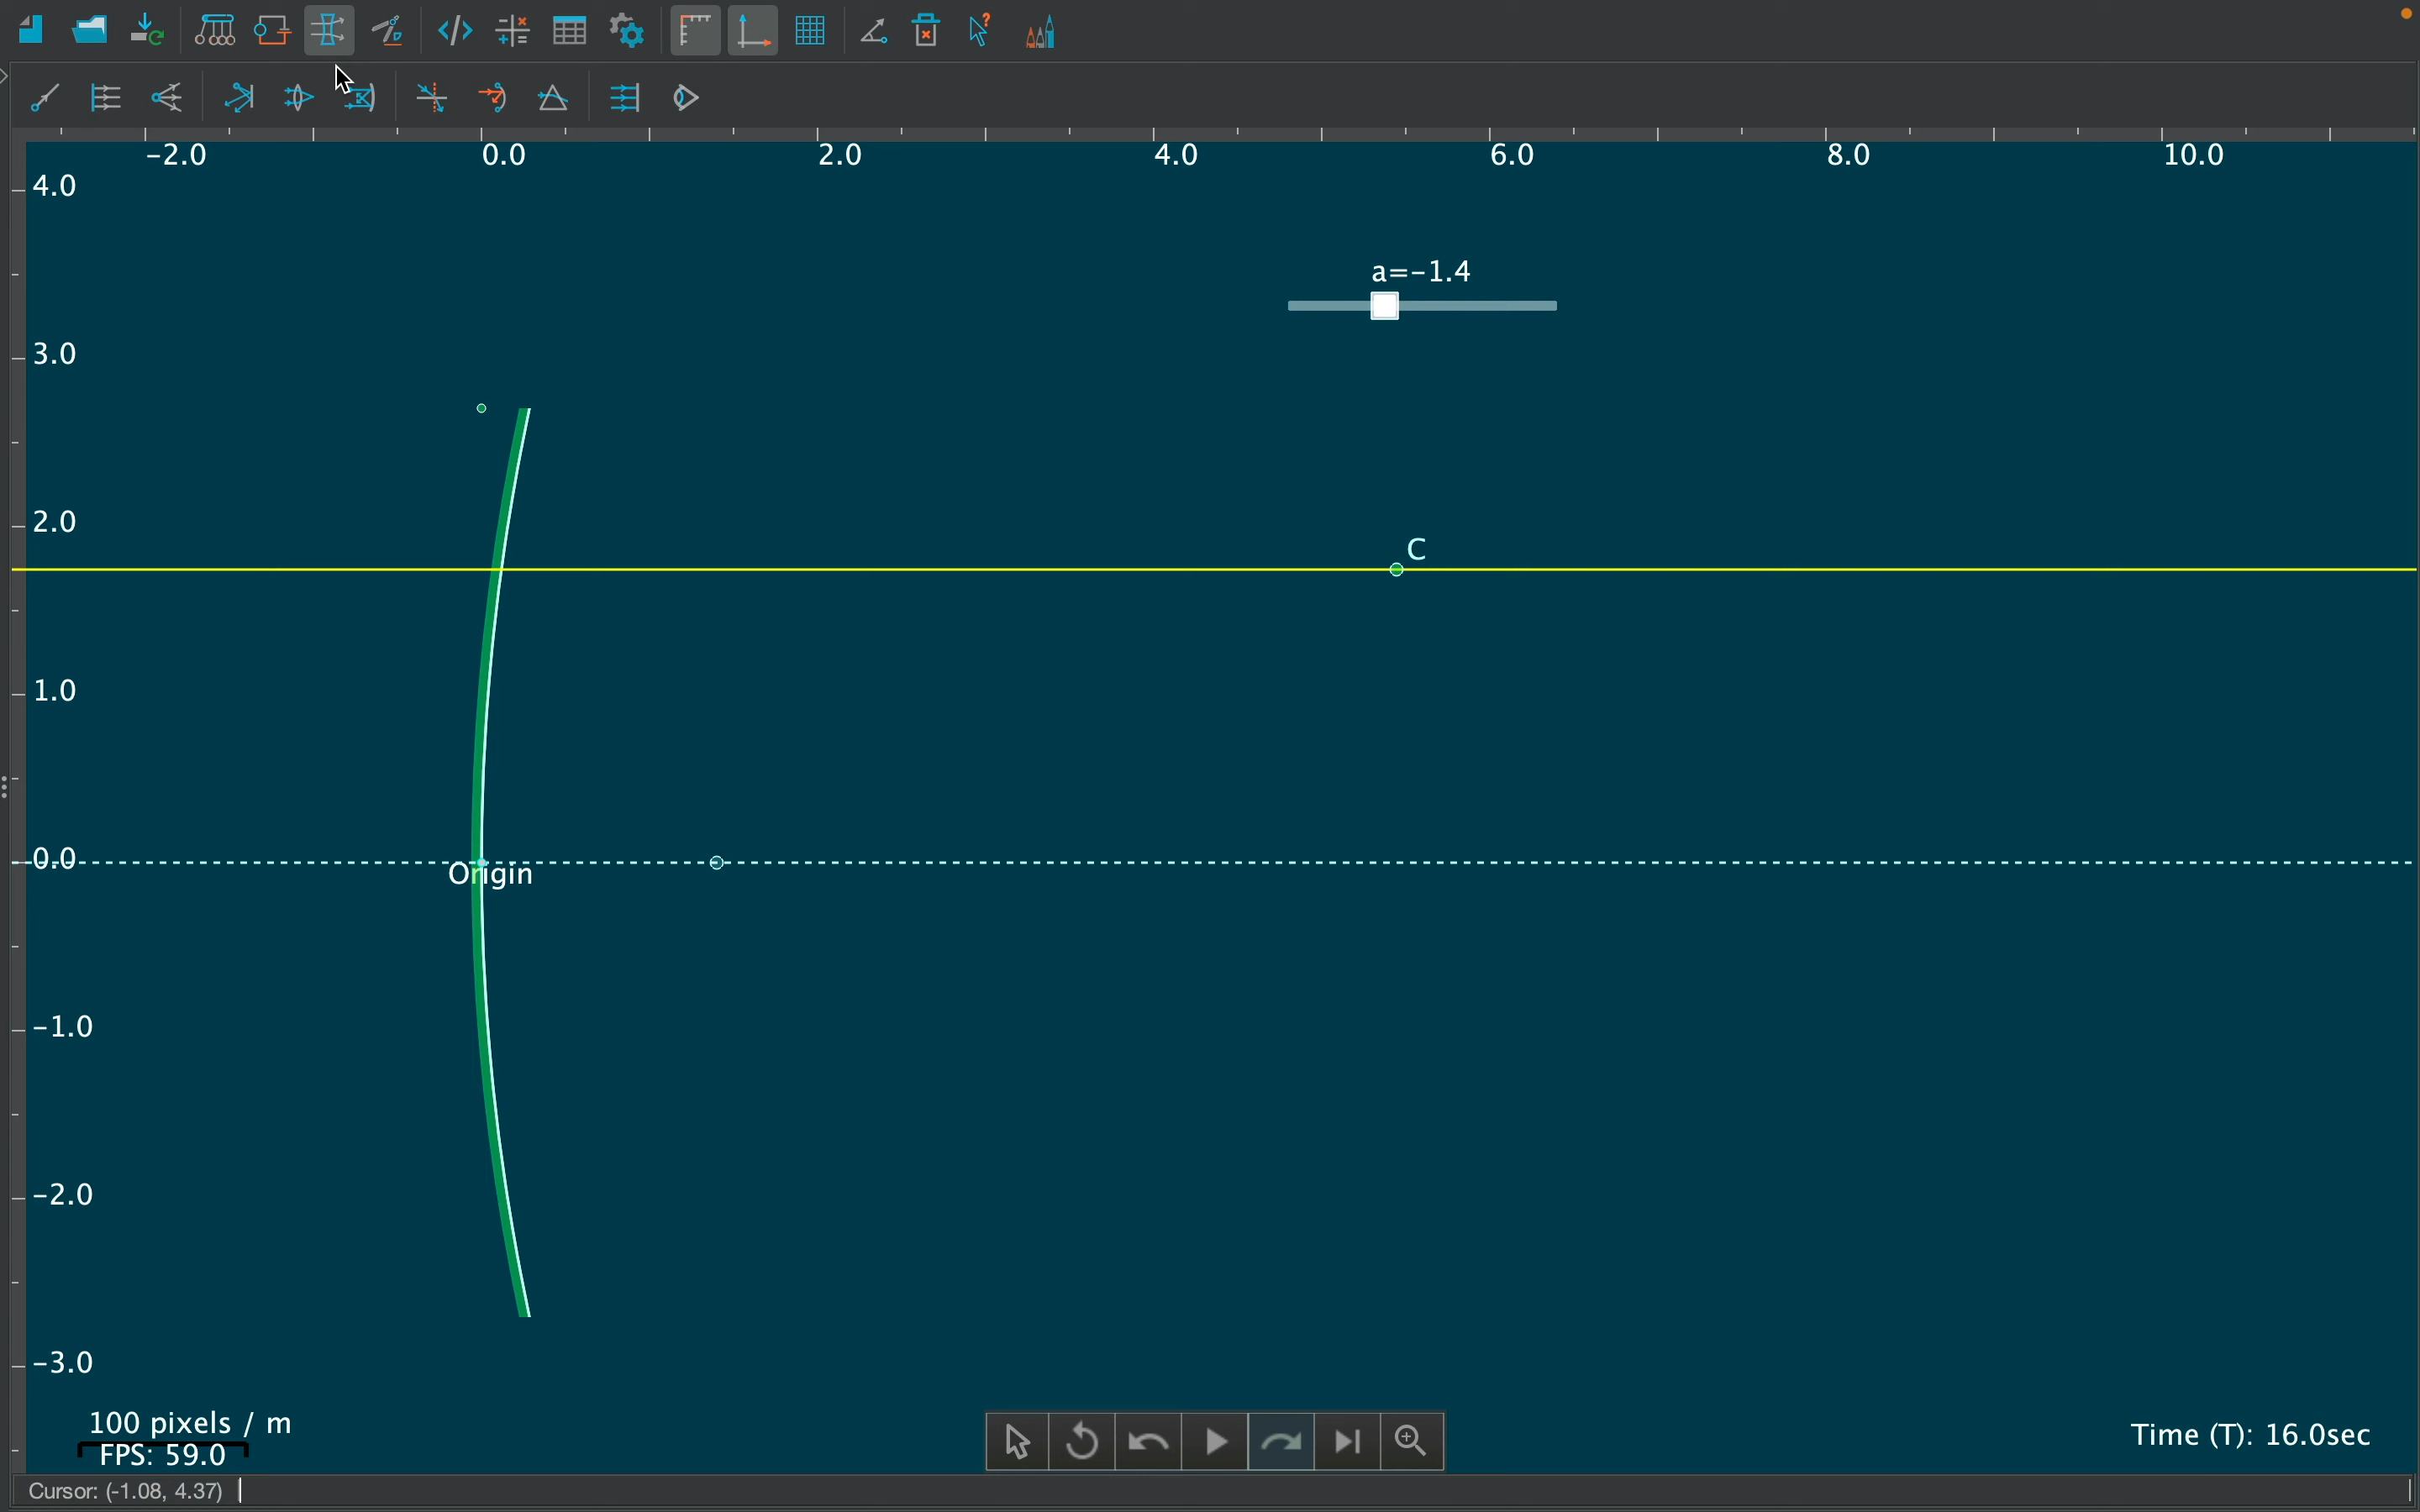 -2.0 0.0 2.0 4.0 6.0 8.0 10.0
4.0
a=-1.4
3.0
2.0
C
1.0
0.0
Origin
-1.0
-2.0
-3.0
100 pixels / m
FPS: 59.0
Time (T): 16.0sec
Cursor: (-1.08, 4.37)